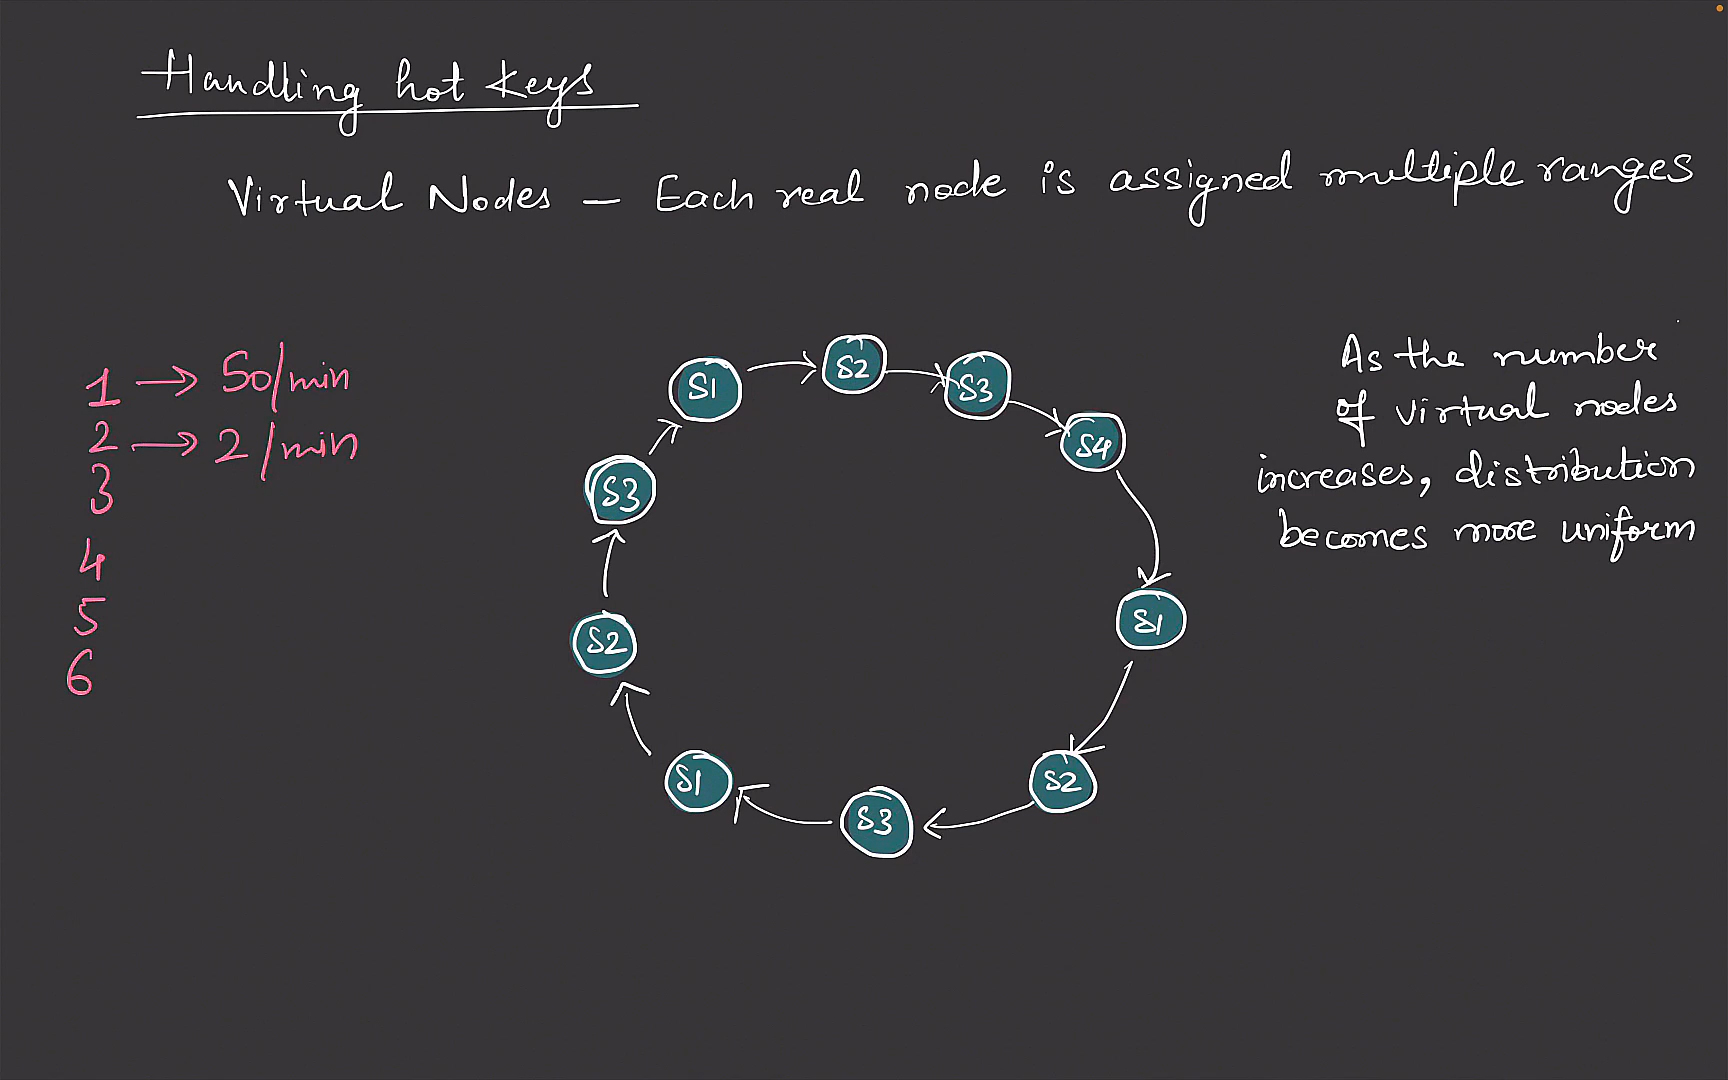 Handling hot keys
Virtual Nodes — Each real node is assigned multiple ranges
1 → 50/min
2 → 2/min
3
4
5
6
S1
S2
S3
S4
S1
S2
S3
S1
S2
S3
As the number
of virtual nodes
increases, distribution
becomes more uniform